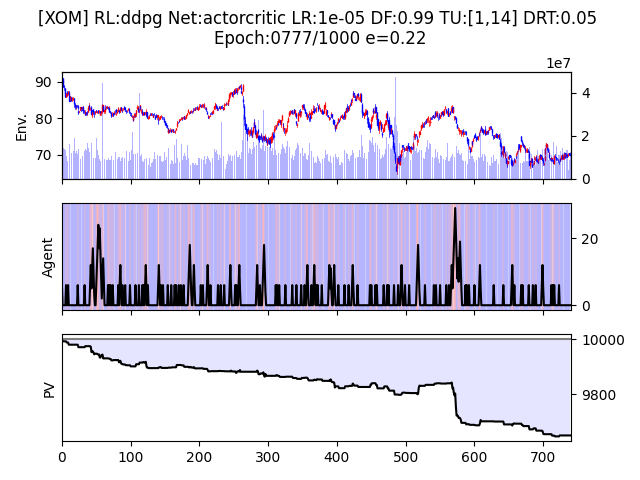 [XOM] RL:ddpg Net:actorcritic LR:1e-05 DF:0.99 TU:[1,14] DRT:0.05
Epoch:0777/1000 e=0.22
1e7
90
80
70
Env.
4
2
0
Agent
20
0
PV
10000
9800
0 100 200 300 400 500 600 700